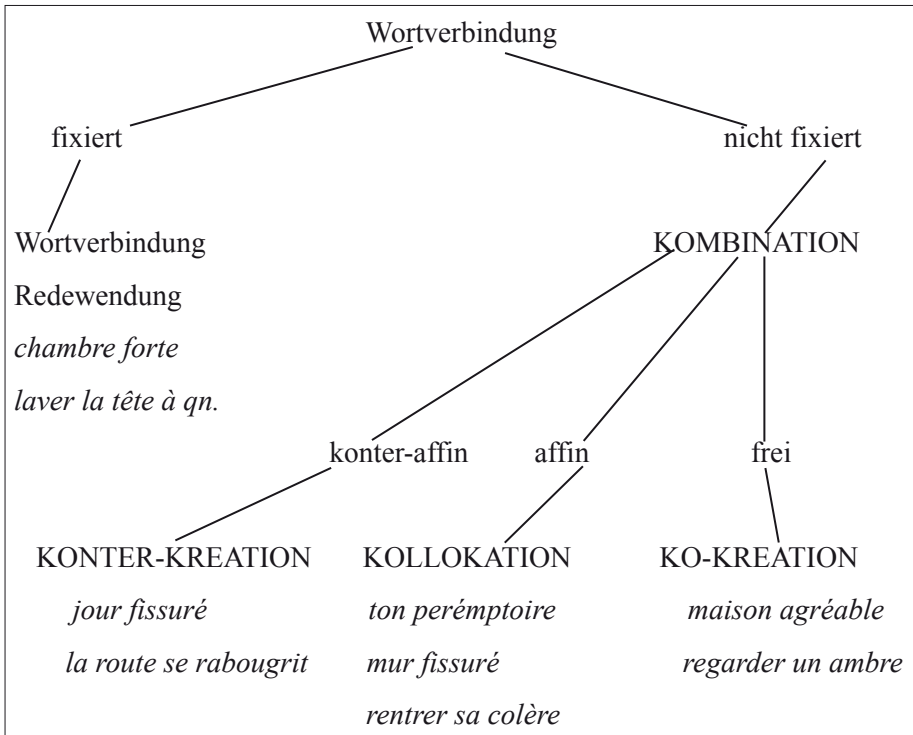 Wortverbindung
fixiert nicht fixiert
Wortverbindung KOMBINATION
Redewendung
chambre forte
laver la tête à qn.
konter-affin affin frei
KONTER-KREATION KOLLOKATION KO-KREATION
jour fissuré ton perémptoire maison agréable
la route se rabougrit mur fissuré regarder un ambre
rentrer sa colère